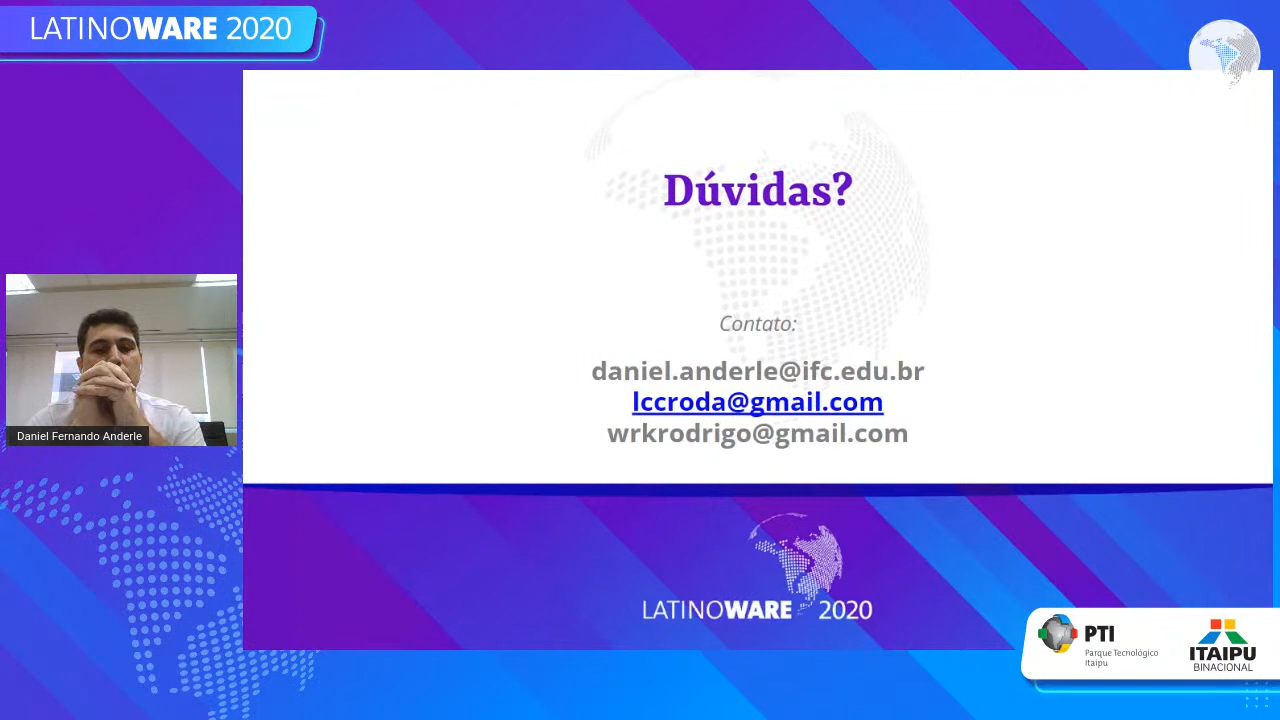 LATINOWARE 2020
Dúvidas?
Contato:
daniel.anderle@ifc.edu.br
lccroda@gmail.com
wrkrodrigo@gmail.com
Daniel Fernando Anderle
LATINOWARE 2020
PTI
Parque Tecnológico
Itaipu
ITAIPU
BINACIONAL